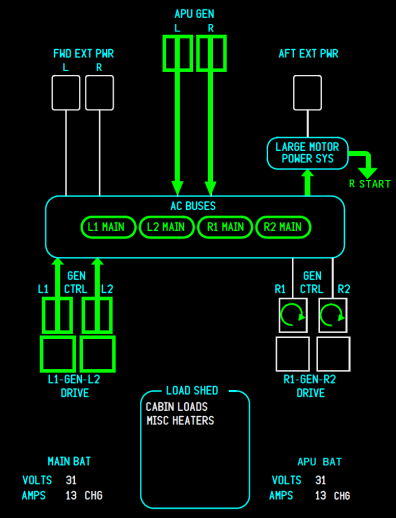 APU GEN
L R
FWD EXT PWR
L R
AFT EXT PWR
LARGE MOTOR
POWER SYS
R START
AC BUSES
L1 MAIN L2 MAIN R1 MAIN R2 MAIN
L1 GEN CTRL L2
R1 GEN CTRL R2
L1-GEN-L2
DRIVE
R1-GEN-R2
DRIVE
LOAD SHED
CABIN LOADS
MISC HEATERS
MAIN BAT
VOLTS 31
AMPS 13 CHG
APU BAT
VOLTS 31
AMPS 13 CHG